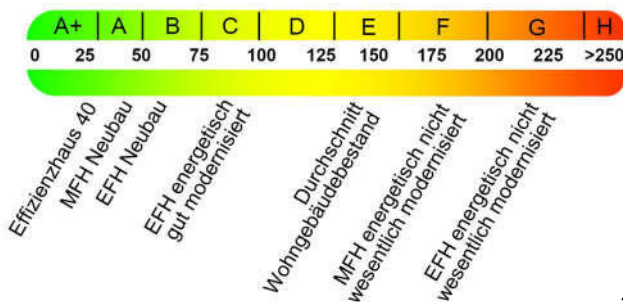 A+ A B C D E F G H
0 25 50 75 100 125 150 175 200 225 >250
Effizienzhaus 40
MFH Neubau
EFH Neubau
EFH energetisch
gut modernisiert
Durchschnitt
Wohngebäudebestand
MFH energetisch nicht
wesentlich modernisiert
EFH energetisch nicht
wesentlich modernisiert